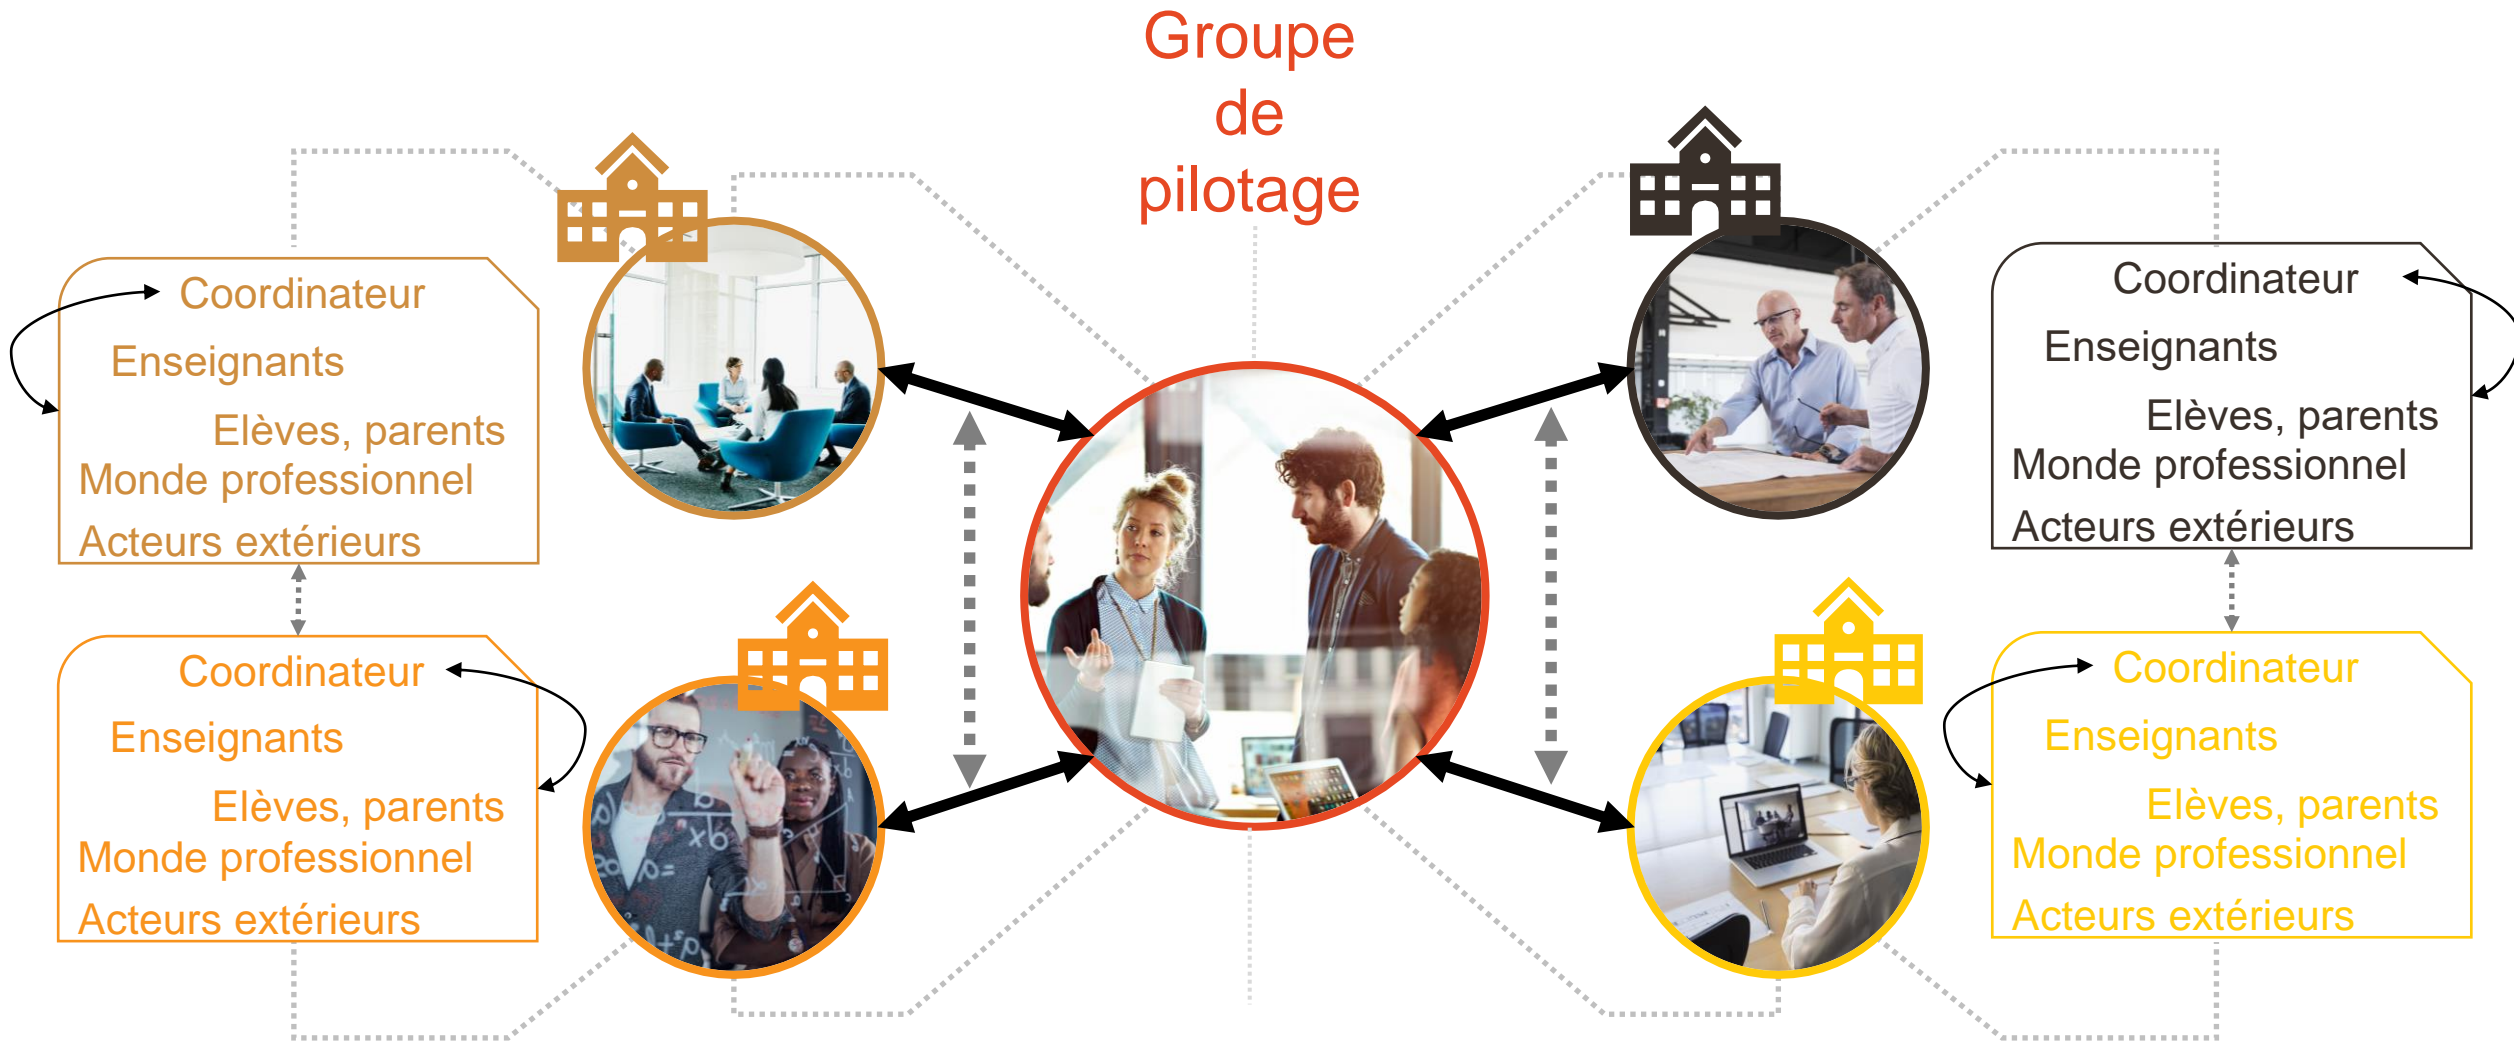 Groupe
de
pilotage
Coordinateur
Enseignants
Elèves, parents
Monde professionnel
Acteurs extérieurs
Coordinateur
Enseignants
Elèves, parents
Monde professionnel
Acteurs extérieurs
Coordinateur
Enseignants
Elèves, parents
Monde professionnel
Acteurs extérieurs
Coordinateur
Enseignants
Elèves, parents
Monde professionnel
Acteurs extérieurs